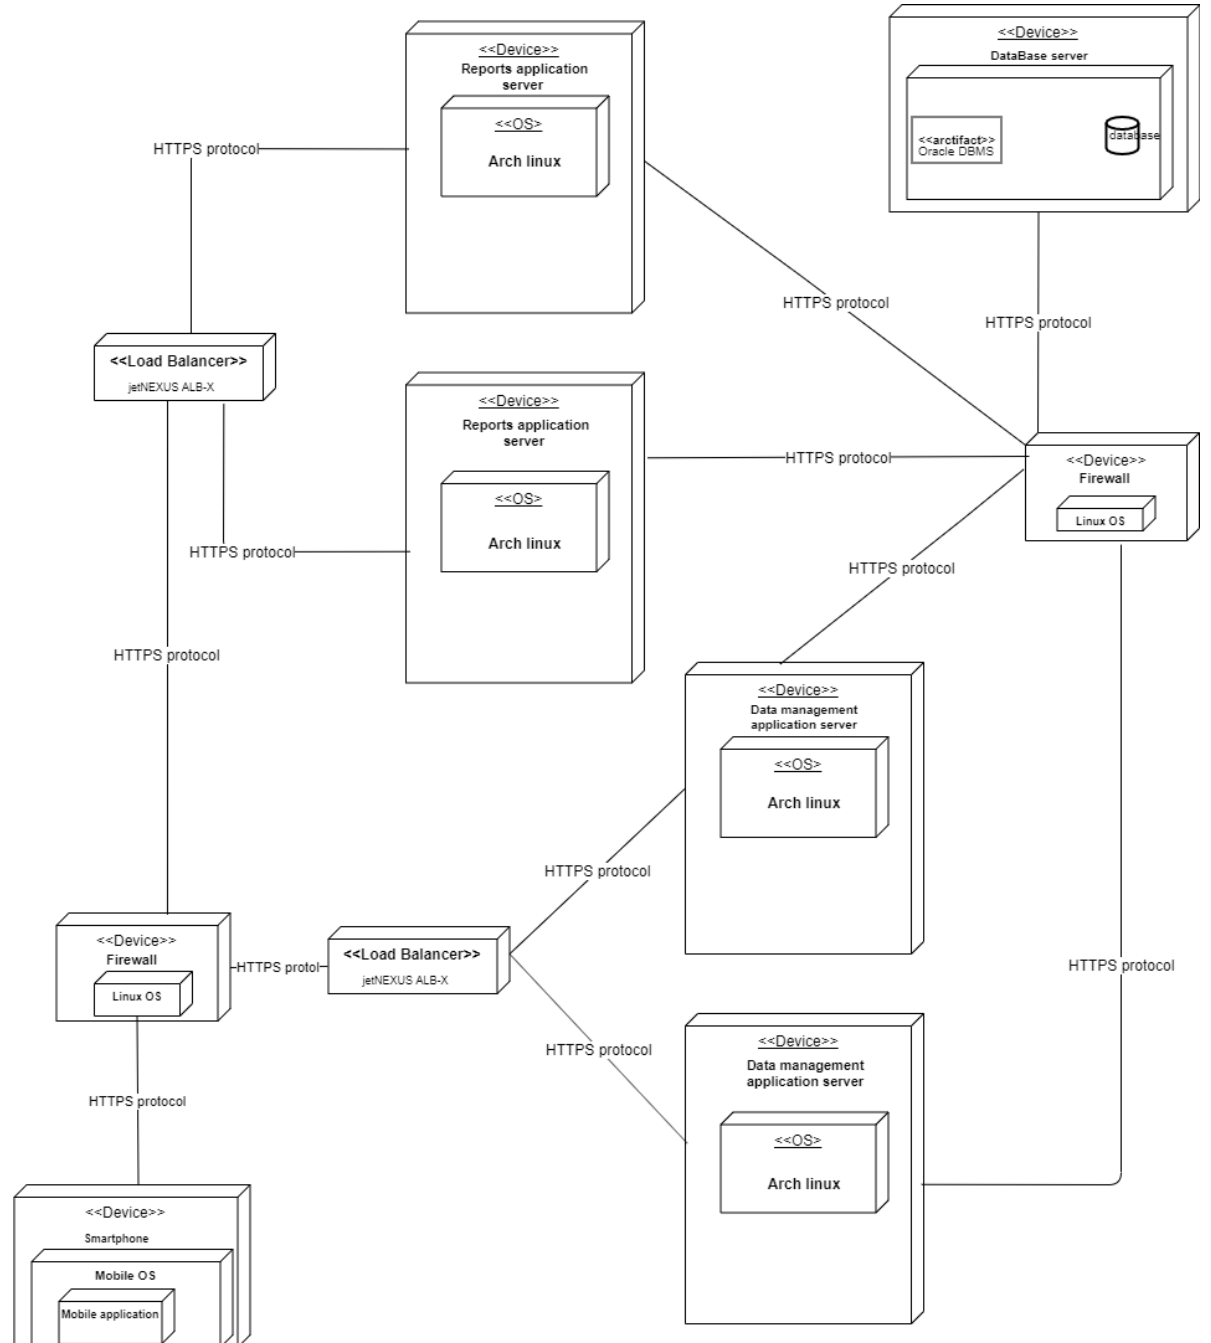 <<Device>>
Reports application
server
<<OS>
Arch linux
<<Device>>
DataBase server
<<arctifact>>
Oracle DBMS
database
HTTPS protocol
HTTPS protocol
HTTPS protocol
<<Load Balancer>>
jetNEXUS ALB-X
<<Device>>
Reports application
server
<<OS>
Arch linux
HTTPS protocol
<<Device>>
Firewall
Linux OS
HTTPS protocol
HTTPS protocol
HTTPS protocol
<<Device>>
Data management
application server
<<OS>
Arch linux
HTTPS protocol
<<Device>>
Firewall
Linux OS
HTTPS protol
<<Load Balancer>>
jetNEXUS ALB-X
HTTPS protocol
HTTPS protocol
<<Device>>
Data management
application server
<<OS>
Arch linux
HTTPS protocol
<<Device>>
Smartphone
Mobile OS
Mobile application